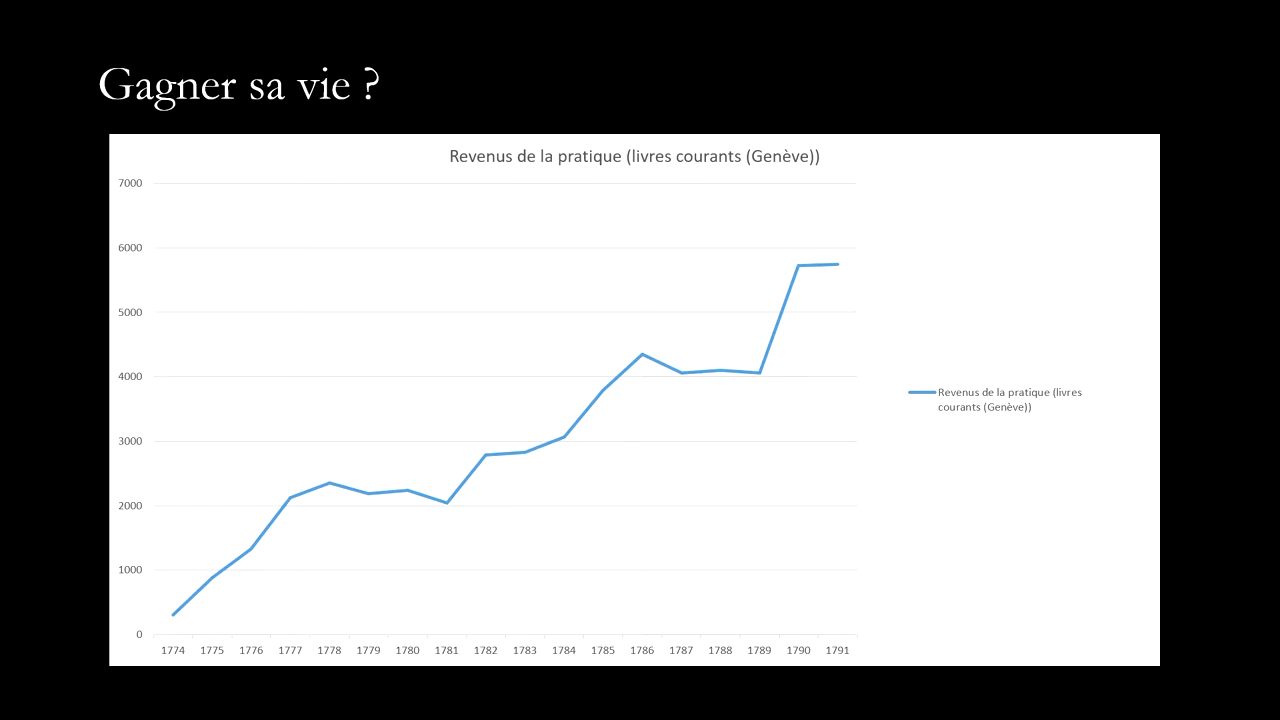 Gagner sa vie ?
Revenus de la pratique (livres courants (Genève))
7000
6000
5000
4000
3000
2000
1000
0
1774 1775 1776 1777 1778 1779 1780 1781 1782 1783 1784 1785 1786 1787 1788 1789 1790 1791
Revenus de la pratique (livres
courants (Genève))